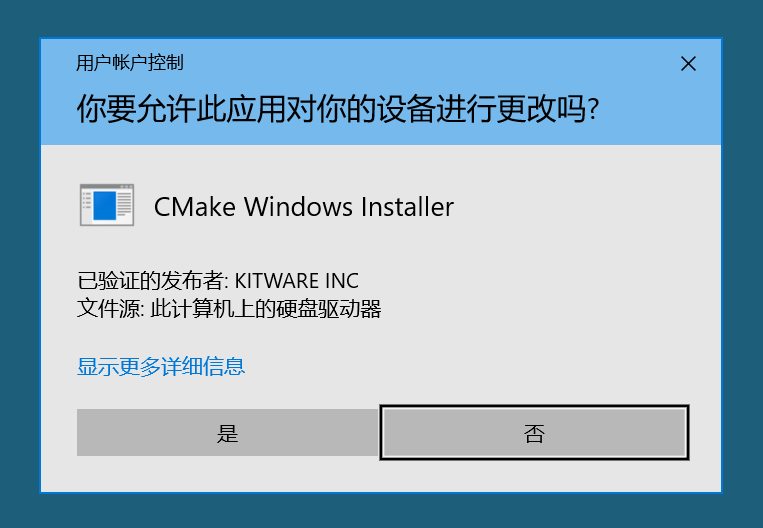 用户帐户控制
你要允许此应用对你的设备进行更改吗?
CMake Windows Installer
已验证的发布者: KITWARE INC
文件源: 此计算机上的硬盘驱动器
显示更多详细信息
是
否